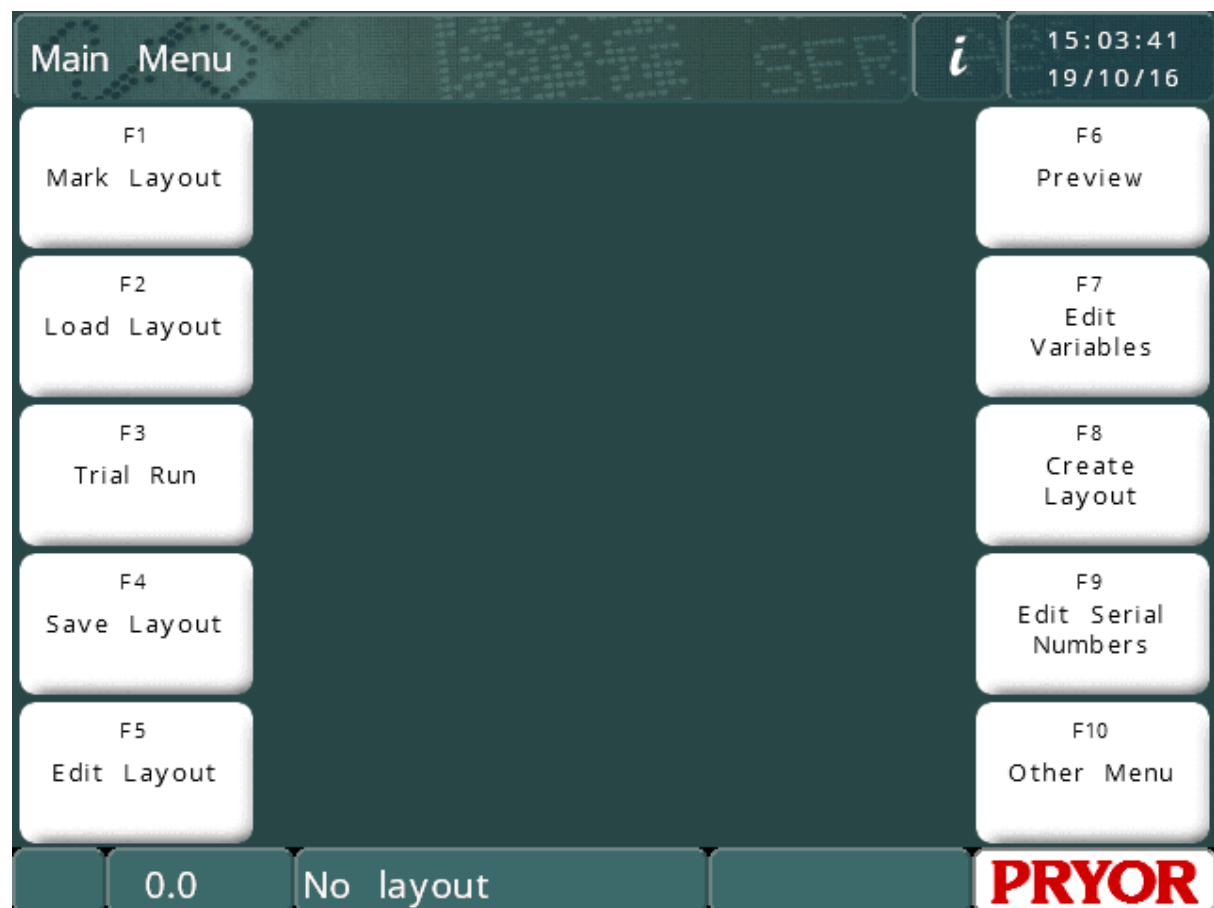 Main Menu
i
15:03:41
19/10/16
F1
Mark Layout
F2
Load Layout
F3
Trial Run
F4
Save Layout
F5
Edit Layout
F6
Preview
F7
Edit
Variables
F8
Create
Layout
F9
Edit Serial
Numbers
F10
Other Menu
0.0
No layout
PRYOR